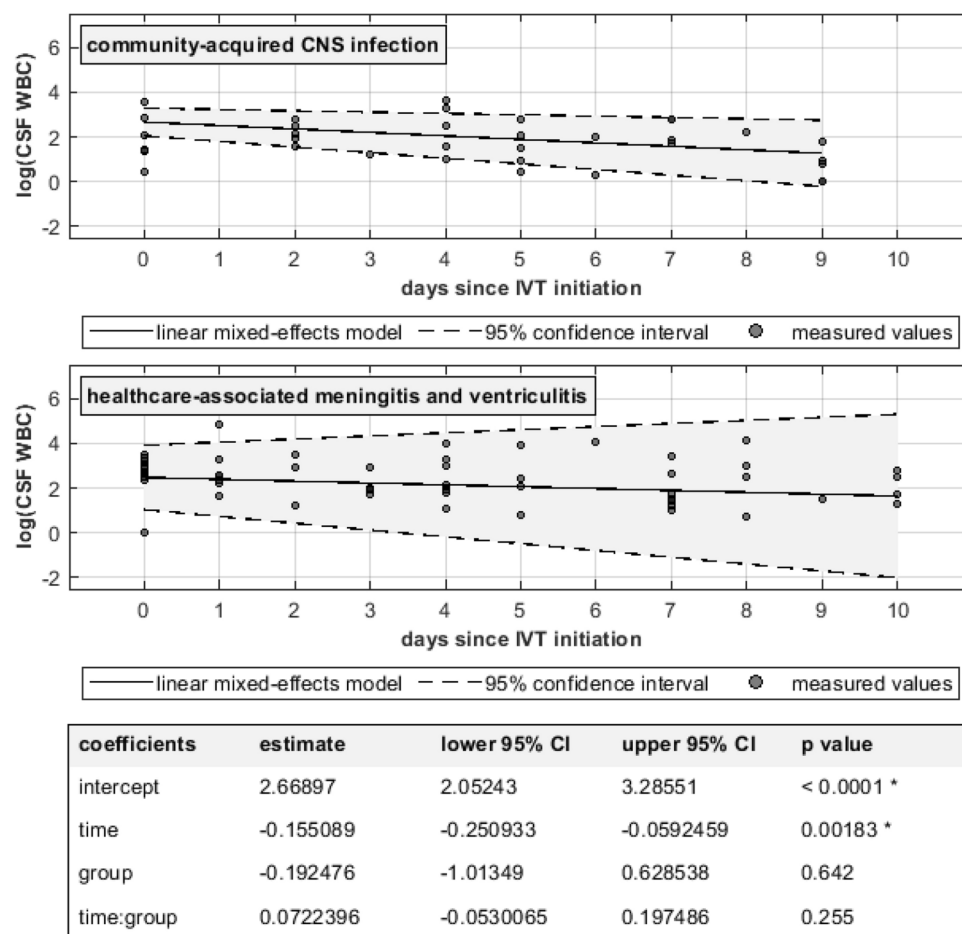 community-acquired CNS infection
log(CSF WBC)
6
4
2
0
-2
0 1 2 3 4 5 6 7 8 9 10
days since IVT initiation
linear mixed-effects model 95% confidence interval measured values
healthcare-associated meningitis and ventriculitis
log(CSF WBC)
6
4
2
0
-2
0 1 2 3 4 5 6 7 8 9 10
days since IVT initiation
linear mixed-effects model 95% confidence interval measured values
coefficients estimate lower 95% CI upper 95% CI p value
intercept 2.66897 2.05243 3.28551 < 0.0001 *
time -0.155089 -0.250933 -0.0592459 0.00183 *
group -0.192476 -1.01349 0.628538 0.642
time:group 0.0722396 -0.0530065 0.197486 0.255